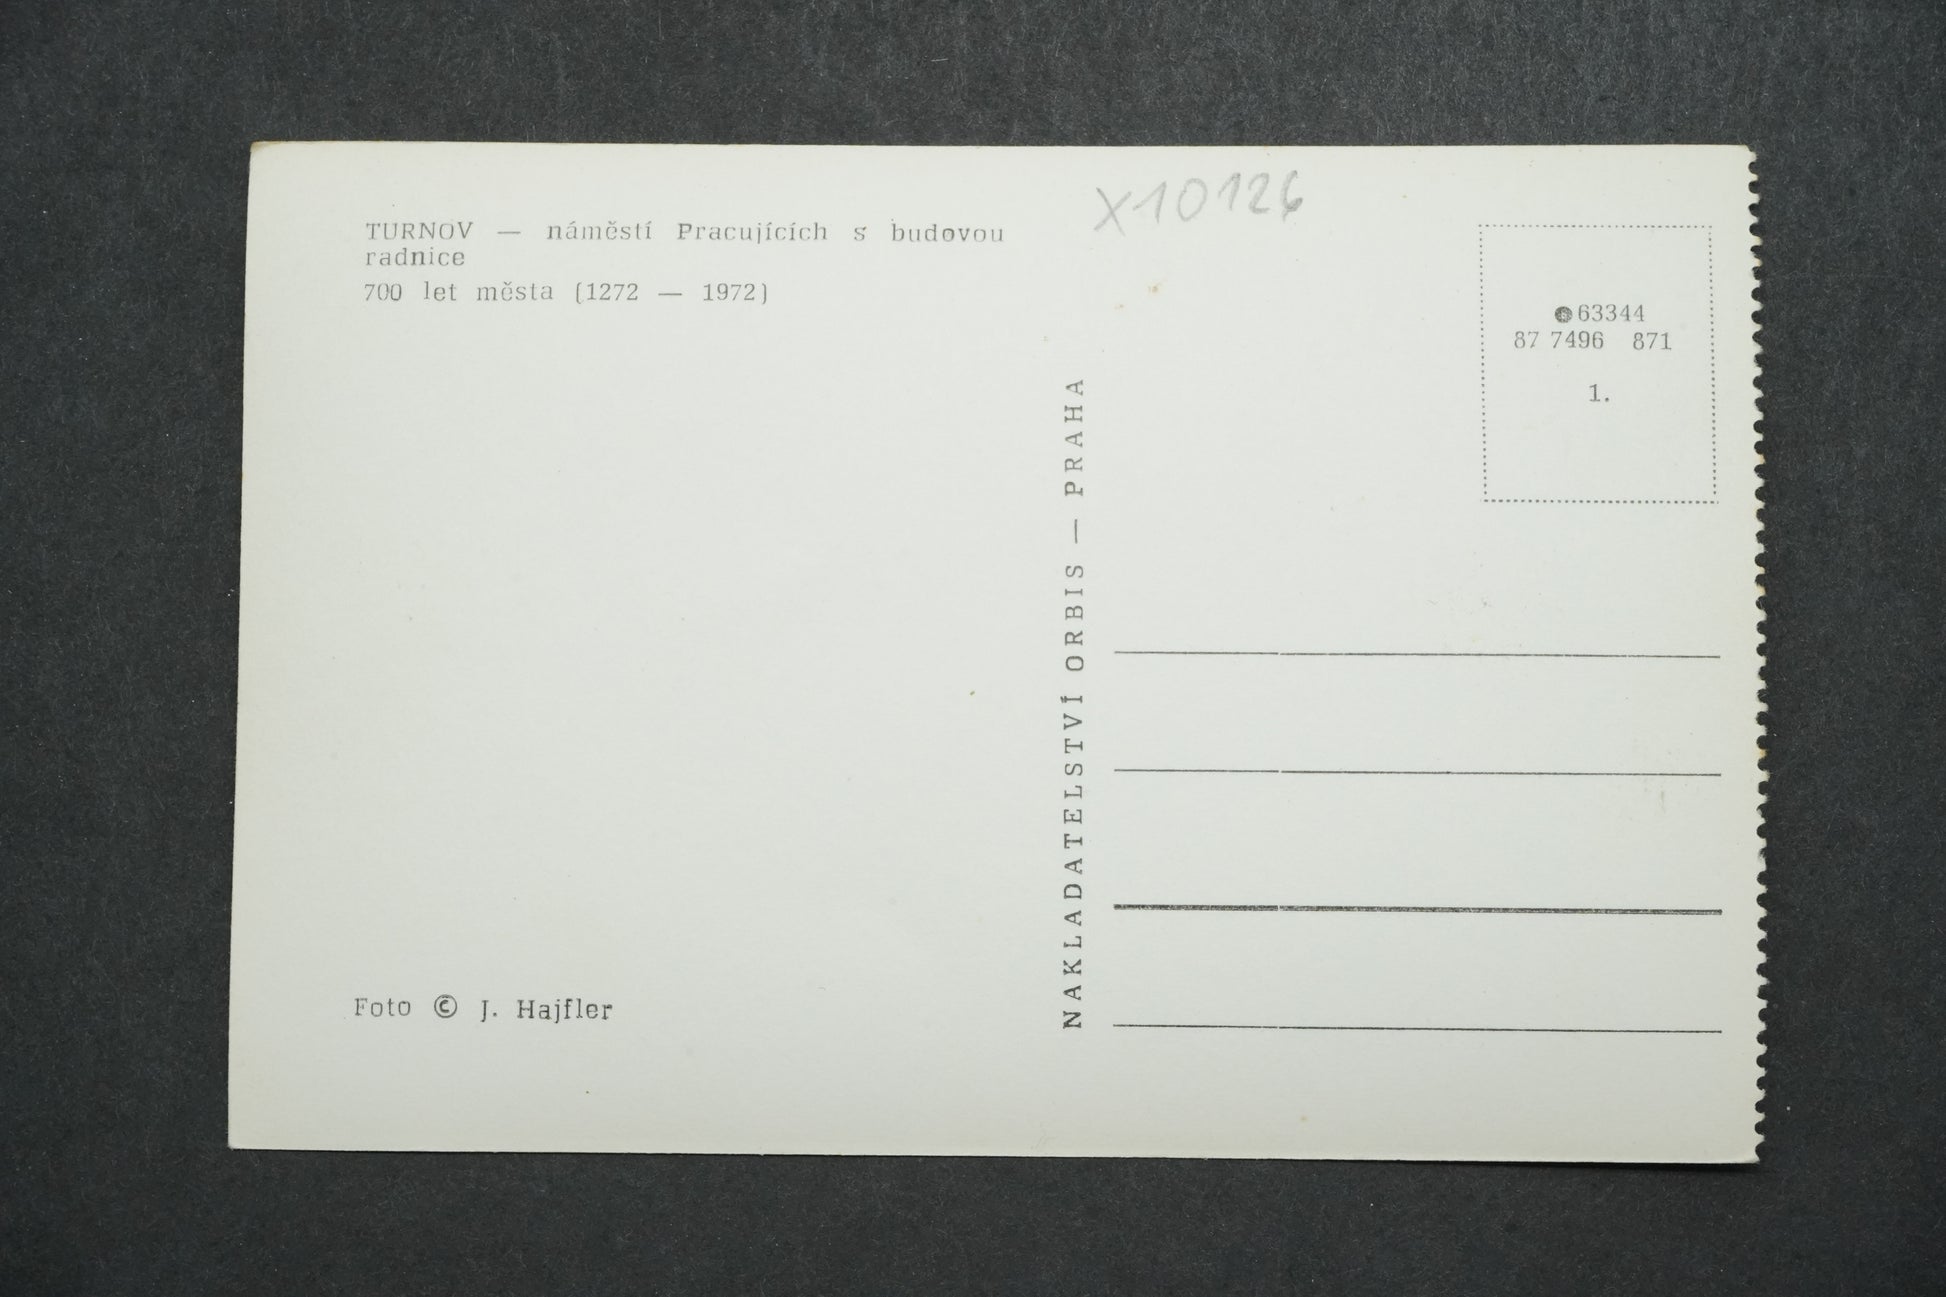 TURNOV — náměstí Pracujících s budovou
radnice
700 let města (1272 — 1972)
Foto © J. Hajfler
NAKLADATELSTVÍ ORBIS — PRAHA
X10126
63344
87 7496 871
1.